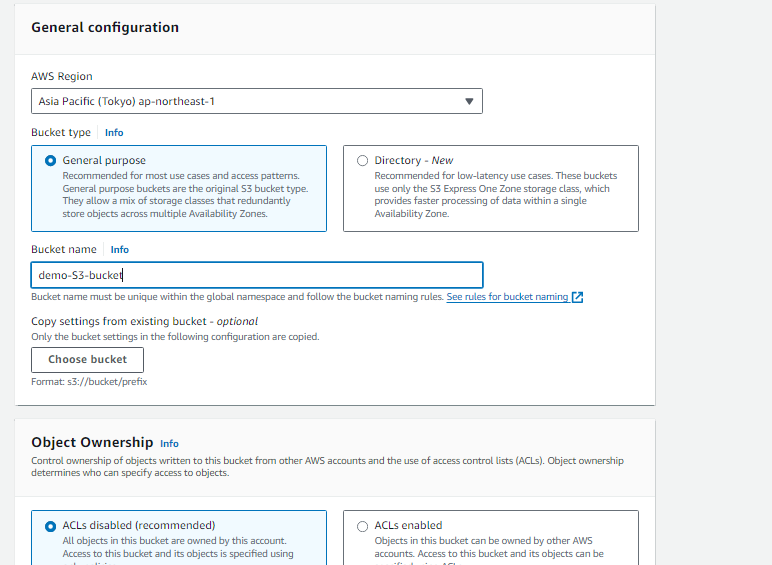 General configuration
AWS Region
Asia Pacific (Tokyo) ap-northeast-1
Bucket type Info
General purpose
Recommended for most use cases and access patterns.
General purpose buckets are the original S3 bucket type.
They allow a mix of storage classes that redundantly
store objects across multiple Availability Zones.
Directory - New
Recommended for low-latency use cases. These buckets
use only the S3 Express One Zone storage class, which
provides faster processing of data within a single
Availability Zone.
Bucket name Info
demo-S3-bucket
Bucket name must be unique within the global namespace and follow the bucket naming rules. See rules for bucket naming
Copy settings from existing bucket - optional
Only the bucket settings in the following configuration are copied.
Choose bucket
Format: s3://bucket/prefix
Object Ownership Info
Control ownership of objects written to this bucket from other AWS accounts and the use of access control lists (ACLs). Object ownership
determines who can specify access to objects.
ACLs disabled (recommended)
All objects in this bucket are owned by this account.
Access to this bucket and its objects is specified using
ACLs enabled
Objects in this bucket can be owned by other AWS
accounts. Access to this bucket and its objects can be